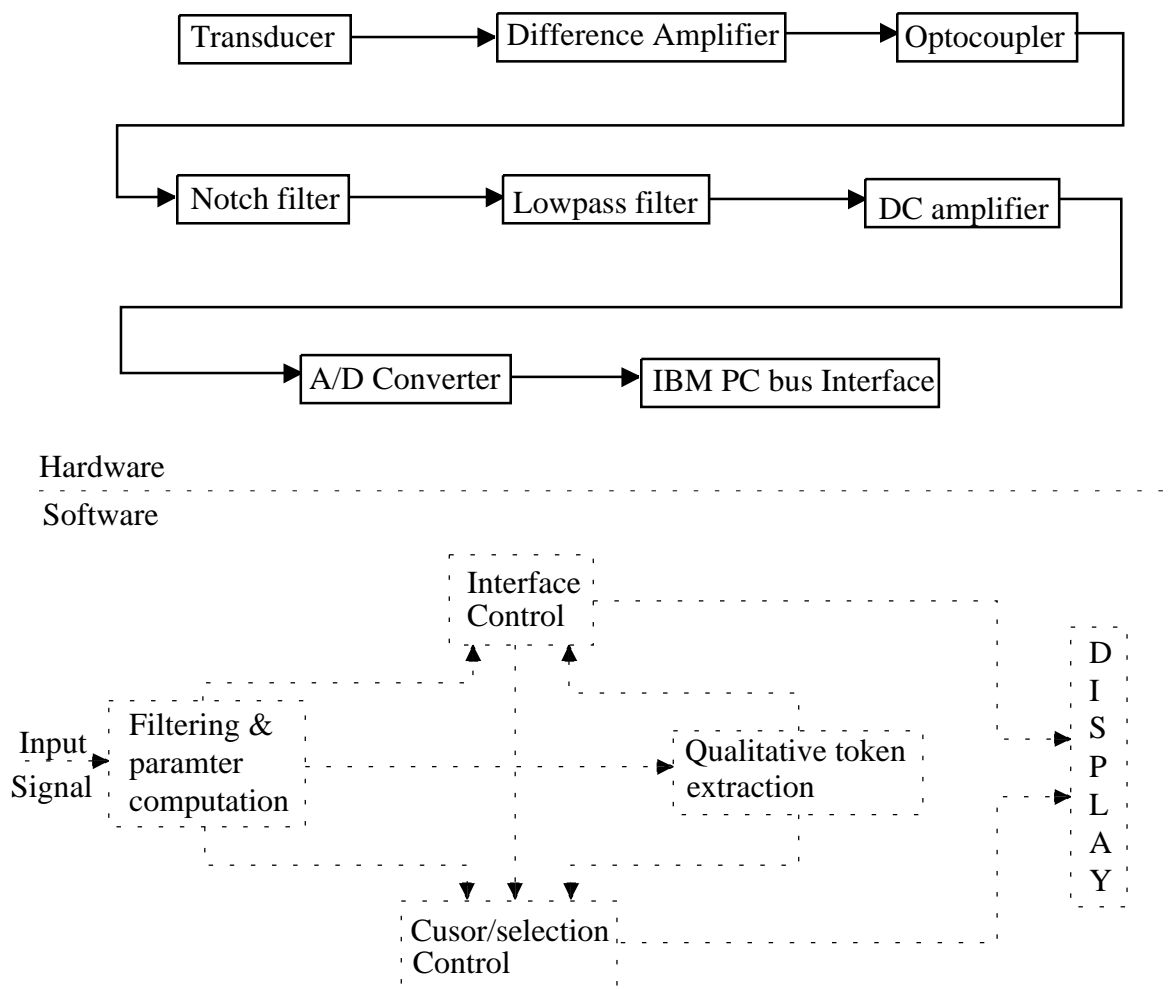 Transducer
Difference Amplifier
Optocoupler
Notch filter
Lowpass filter
DC amplifier
A/D Converter
IBM PC bus Interface
Hardware
Software
Interface
Control
Input
Signal
Filtering &
paramter
computation
Qualitative token
extraction
Cusor/selection
Control
D
I
S
P
L
A
Y